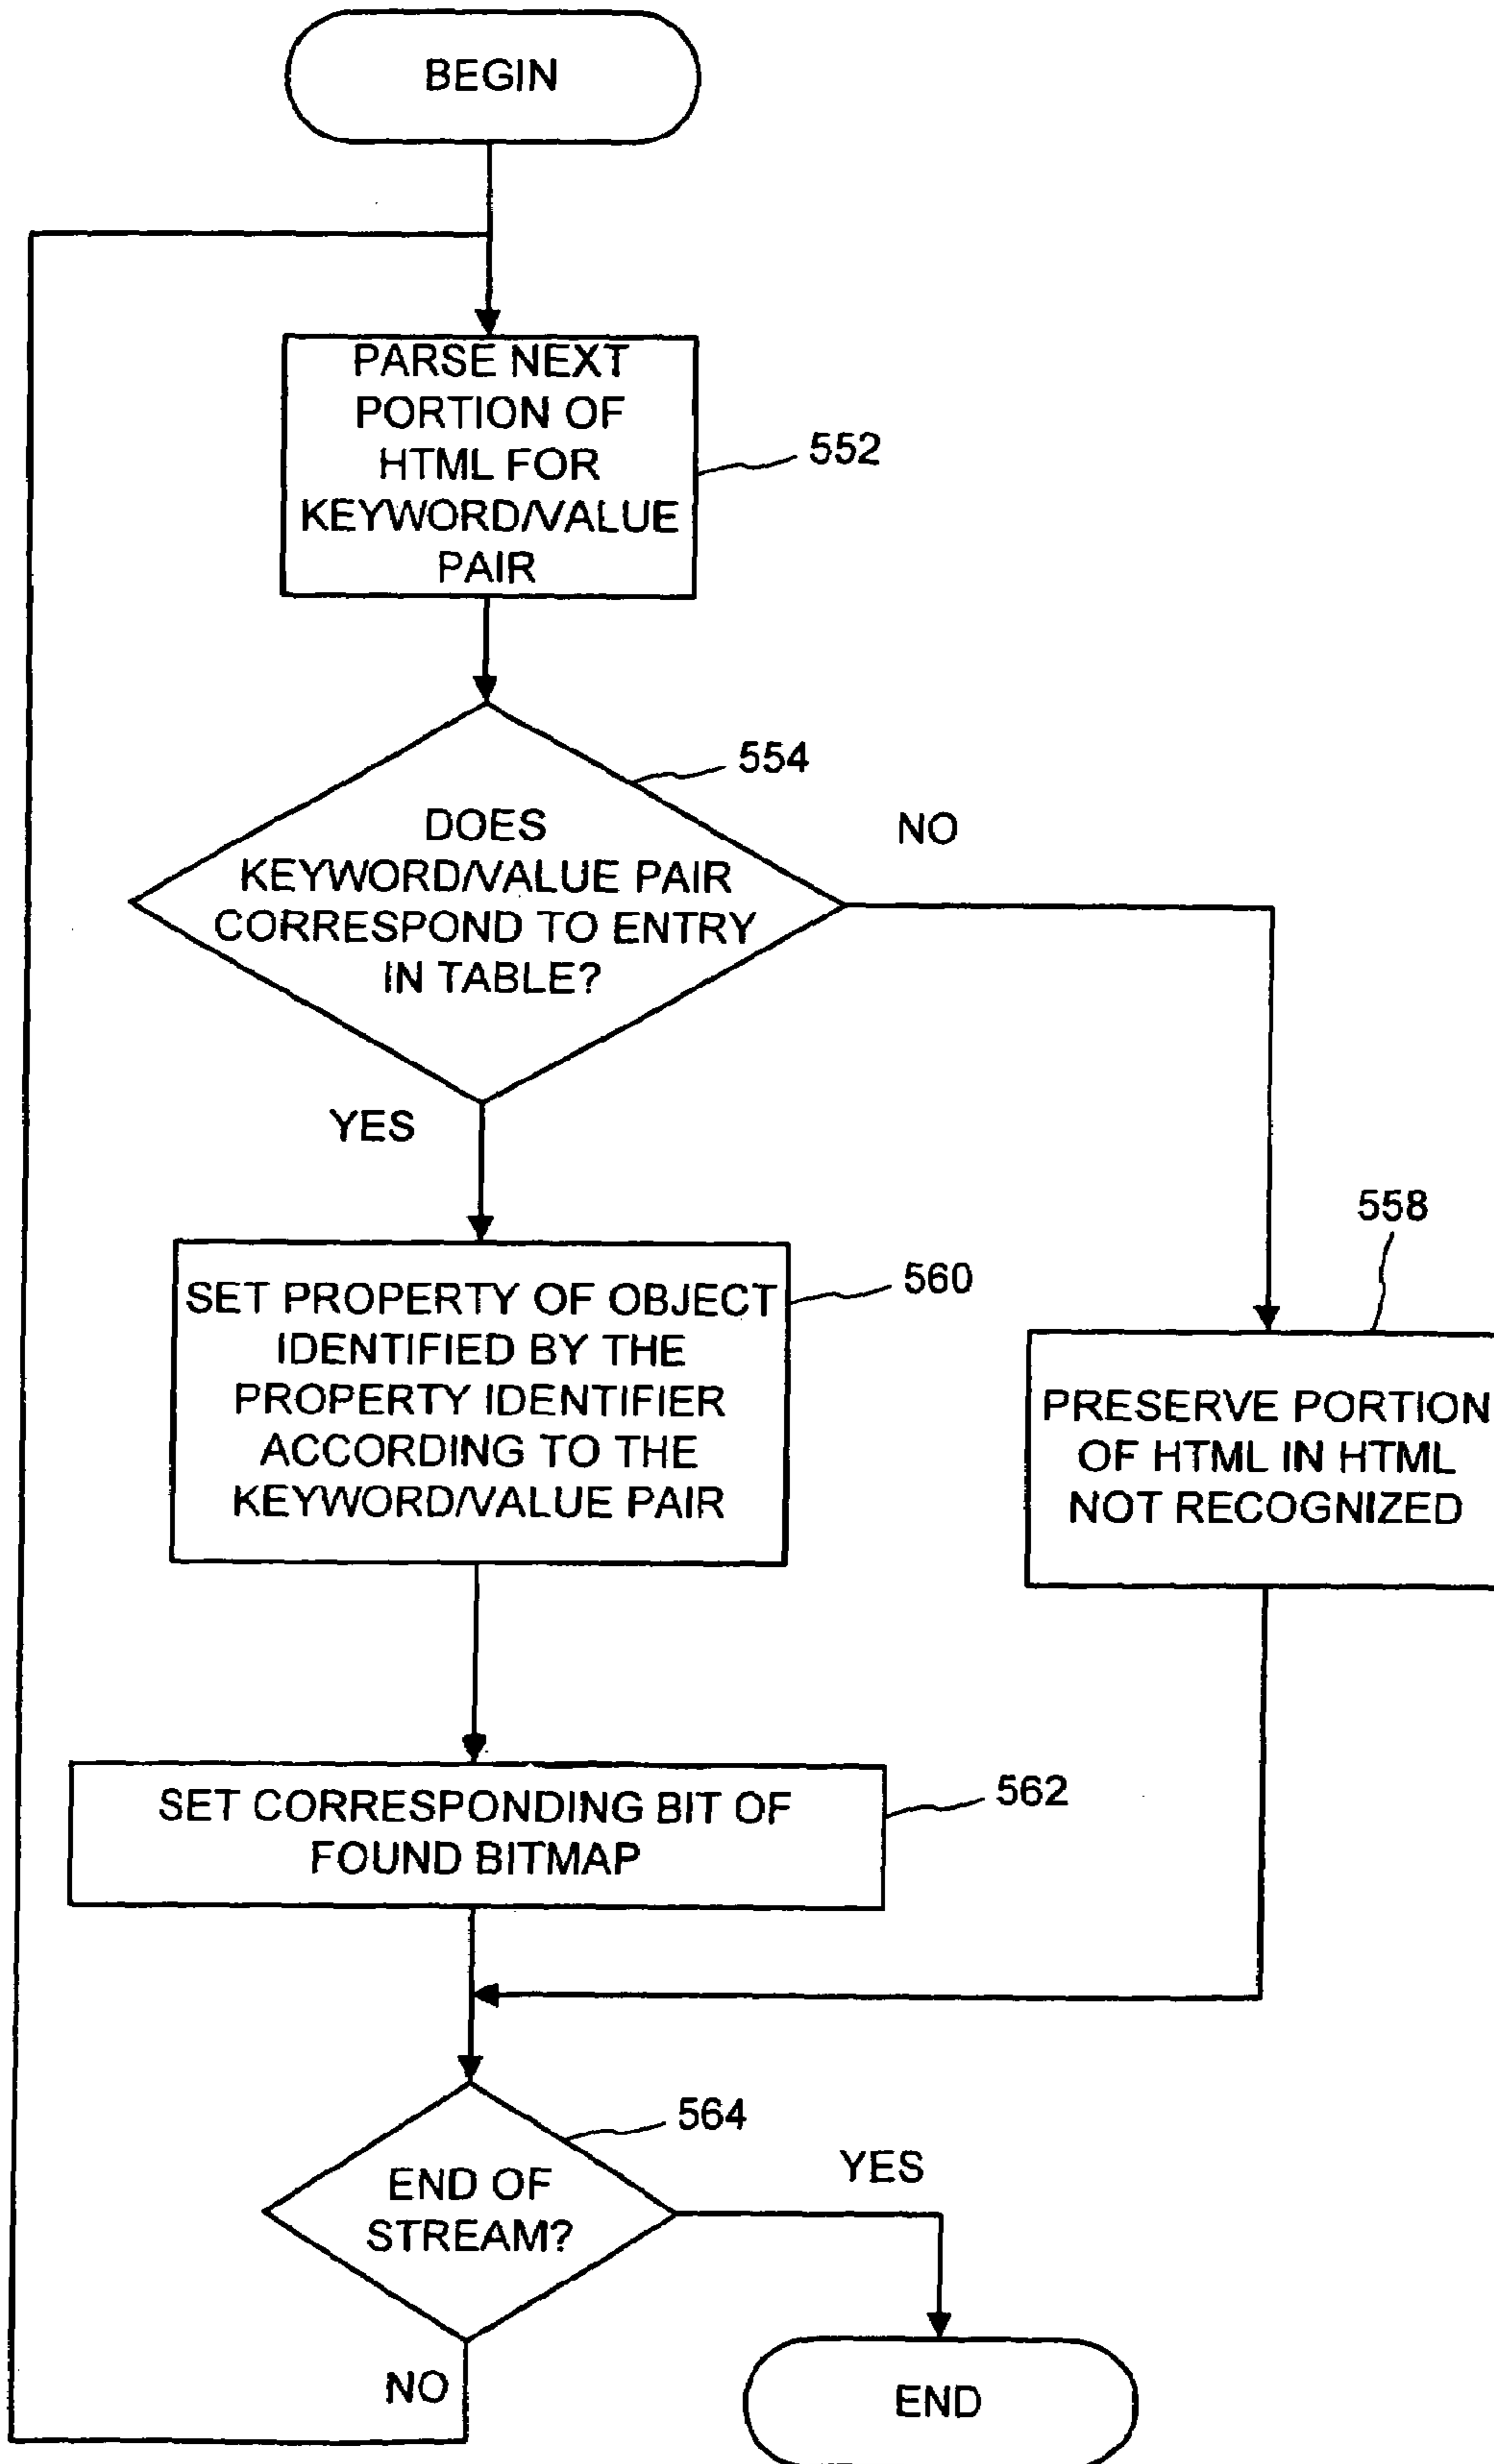 BEGIN
PARSE NEXT
PORTION OF
HTML FOR
KEYWORD/VALUE
PAIR
552
554
DOES
KEYWORD/VALUE PAIR
CORRESPOND TO ENTRY
IN TABLE?
NO
YES
558
SET PROPERTY OF OBJECT
IDENTIFIED BY THE
PROPERTY IDENTIFIER
ACCORDING TO THE
KEYWORD/VALUE PAIR
560
PRESERVE PORTION
OF HTML IN HTML
NOT RECOGNIZED
SET CORRESPONDING BIT OF
FOUND BITMAP
562
564
END OF
STREAM?
YES
NO
END